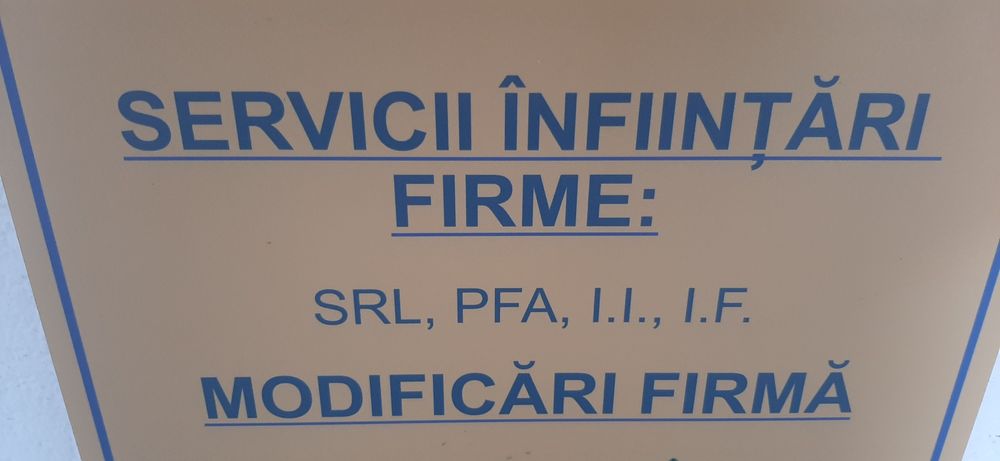 SERVICII ÎNFIINȚĂRI
FIRME:
SRL, PFA, I.I., I.F.
MODIFICĂRI FIRMĂ